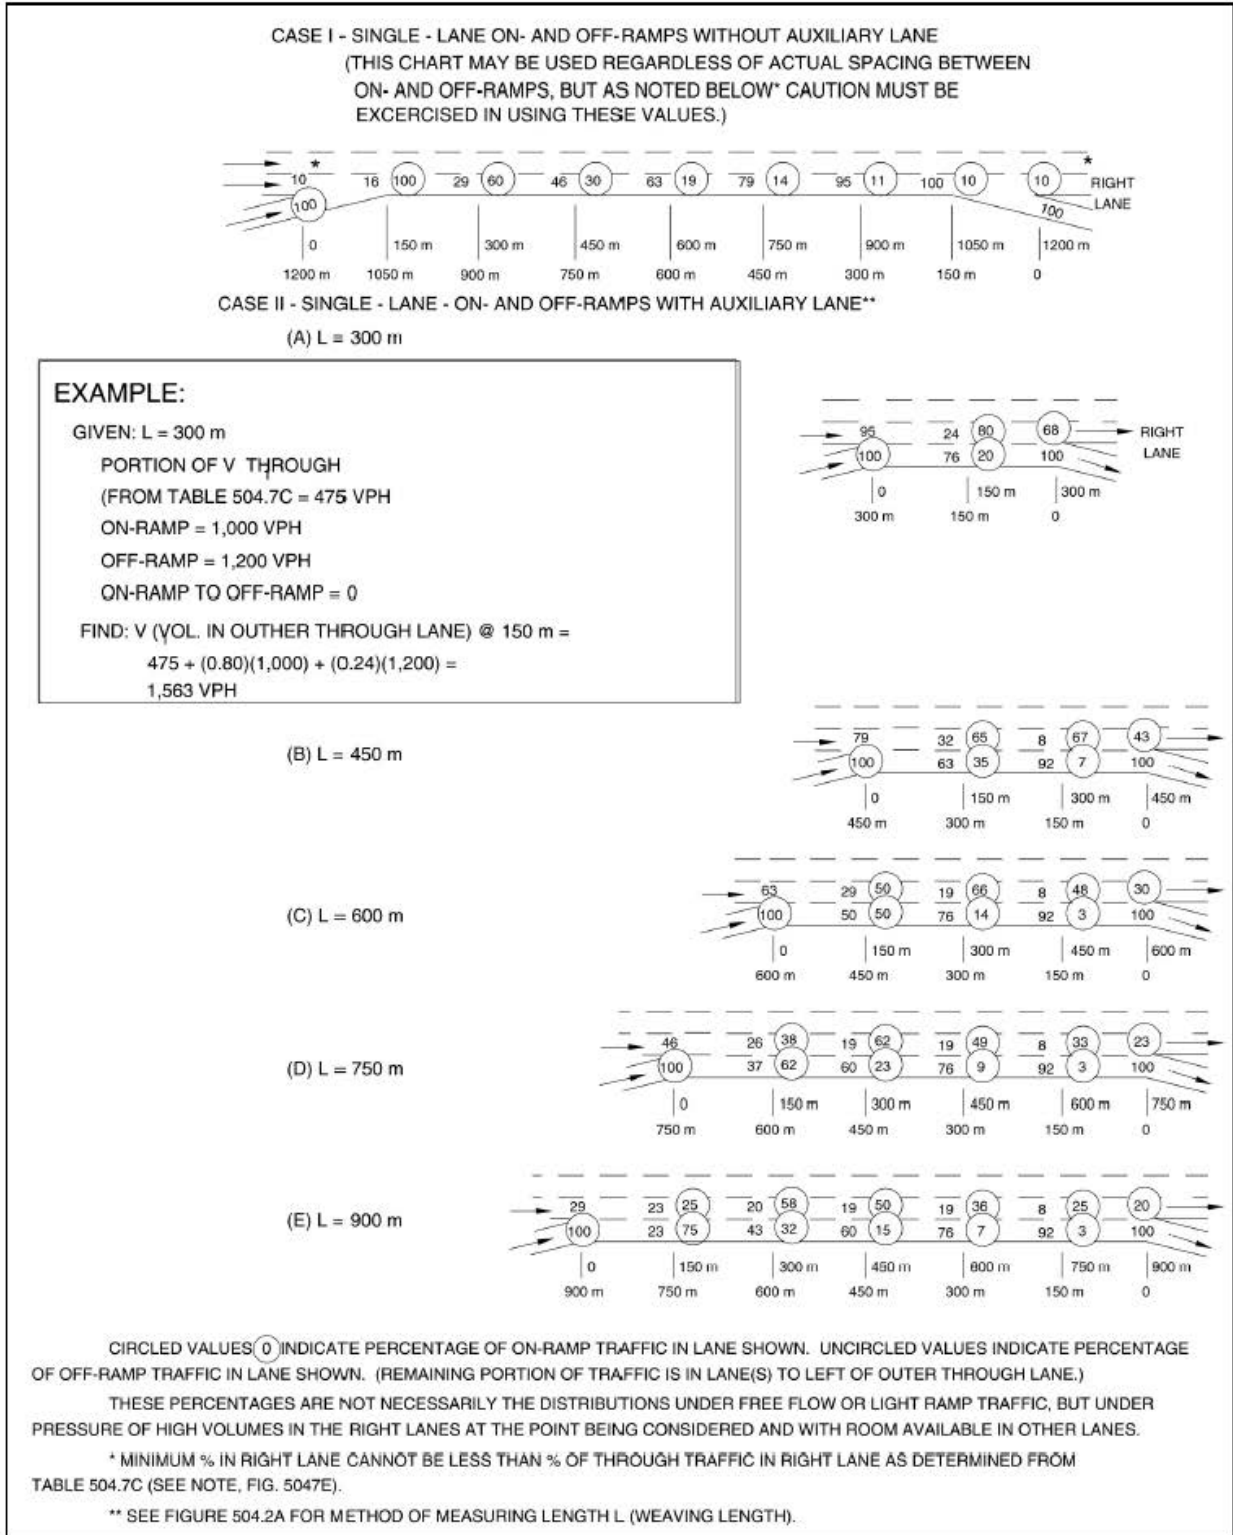 CASE I - SINGLE - LANE ON- AND OFF-RAMPS WITHOUT AUXILIARY LANE
(THIS CHART MAY BE USED REGARDLESS OF ACTUAL SPACING BETWEEN
ON- AND OFF-RAMPS, BUT AS NOTED BELOW* CAUTION MUST BE
EXCERCISED IN USING THESE VALUES.)
* *
10 16 100 29 60 46 30 63 19 79 14 95 11 100 10 10 RIGHT
100 100 LANE
0 150 m 300 m 450 m 600 m 750 m 900 m 1050 m 1200 m
1200 m 1050 m 900 m 750 m 600 m 450 m 300 m 150 m 0
CASE II - SINGLE - LANE - ON- AND OFF-RAMPS WITH AUXILIARY LANE**
(A) L = 300 m
EXAMPLE:
GIVEN: L = 300 m
PORTION OF V THROUGH
(FROM TABLE 504.7C = 475 VPH
ON-RAMP = 1,000 VPH
OFF-RAMP = 1,200 VPH
ON-RAMP TO OFF-RAMP = 0
FIND: V (VOL. IN OUTHER THROUGH LANE) @ 150 m =
475 + (0.80)(1,000) + (0.24)(1,200) =
1,563 VPH
95 24 80 68 RIGHT
100 76 20 100 LANE
0 150 m 300 m
300 m 150 m 0
(B) L = 450 m
79 32 65 8 67 43
100 63 35 92 7 100
0 150 m 300 m 450 m
450 m 300 m 150 m 0
(C) L = 600 m
63 29 50 19 66 8 48 30
100 50 50 76 14 92 3 100
0 150 m 300 m 450 m 600 m
600 m 450 m 300 m 150 m 0
(D) L = 750 m
46 26 38 19 62 19 49 8 33 23
100 37 62 60 23 76 9 92 3 100
0 150 m 300 m 450 m 600 m 750 m
750 m 600 m 450 m 300 m 150 m 0
(E) L = 900 m
29 23 25 20 58 19 50 19 36 8 25 20
100 23 75 43 32 60 15 76 7 92 3 100
0 150 m 300 m 450 m 600 m 750 m 900 m
900 m 750 m 600 m 450 m 300 m 150 m 0
CIRCLED VALUES 0 INDICATE PERCENTAGE OF ON-RAMP TRAFFIC IN LANE SHOWN. UNCIRCLED VALUES INDICATE PERCENTAGE
OF OFF-RAMP TRAFFIC IN LANE SHOWN. (REMAINING PORTION OF TRAFFIC IS IN LANE(S) TO LEFT OF OUTER THROUGH LANE.)
THESE PERCENTAGES ARE NOT NECESSARILY THE DISTRIBUTIONS UNDER FREE FLOW OR LIGHT RAMP TRAFFIC, BUT UNDER
PRESSURE OF HIGH VOLUMES IN THE RIGHT LANES AT THE POINT BEING CONSIDERED AND WITH ROOM AVAILABLE IN OTHER LANES.
* MINIMUM % IN RIGHT LANE CANNOT BE LESS THAN % OF THROUGH TRAFFIC IN RIGHT LANE AS DETERMINED FROM
TABLE 504.7C (SEE NOTE, FIG. 5047E).
** SEE FIGURE 504.2A FOR METHOD OF MEASURING LENGTH L (WEAVING LENGTH).